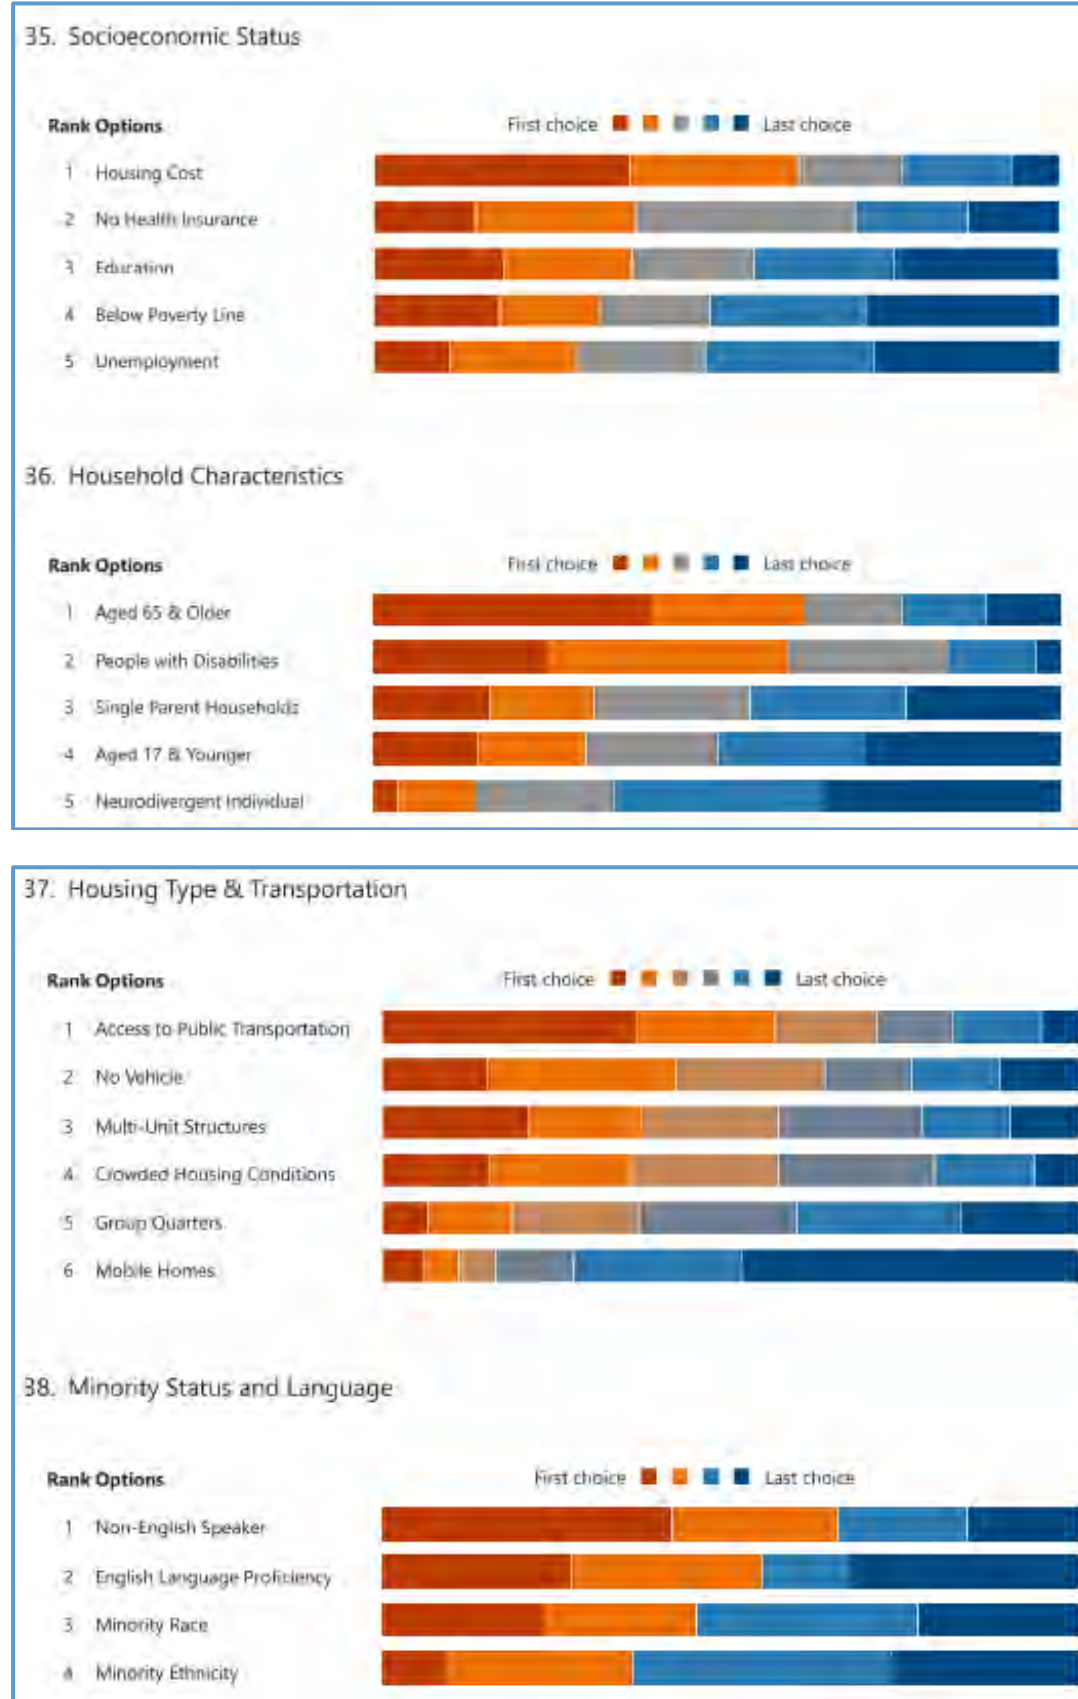 35. Socioeconomic Status
Rank Options First choice Last choice
1 Housing Cost
2 No Health Insurance
3 Education
4 Below Poverty Line
5 Unemployment
36. Household Characteristics
Rank Options First choice Last choice
1 Aged 65 & Older
2 People with Disabilities
3 Single Parent Households
4 Aged 17 & Younger
5 Neurodivergent Individual
37. Housing Type & Transportation
Rank Options First choice Last choice
1 Access to Public Transportation
2 No Vehicle
3 Multi-Unit Structures
4 Crowded Housing Conditions
5 Group Quarters
6 Mobile Homes
38. Minority Status and Language
Rank Options First choice Last choice
1 Non-English Speaker
2 English Language Proficiency
3 Minority Race
4 Minority Ethnicity